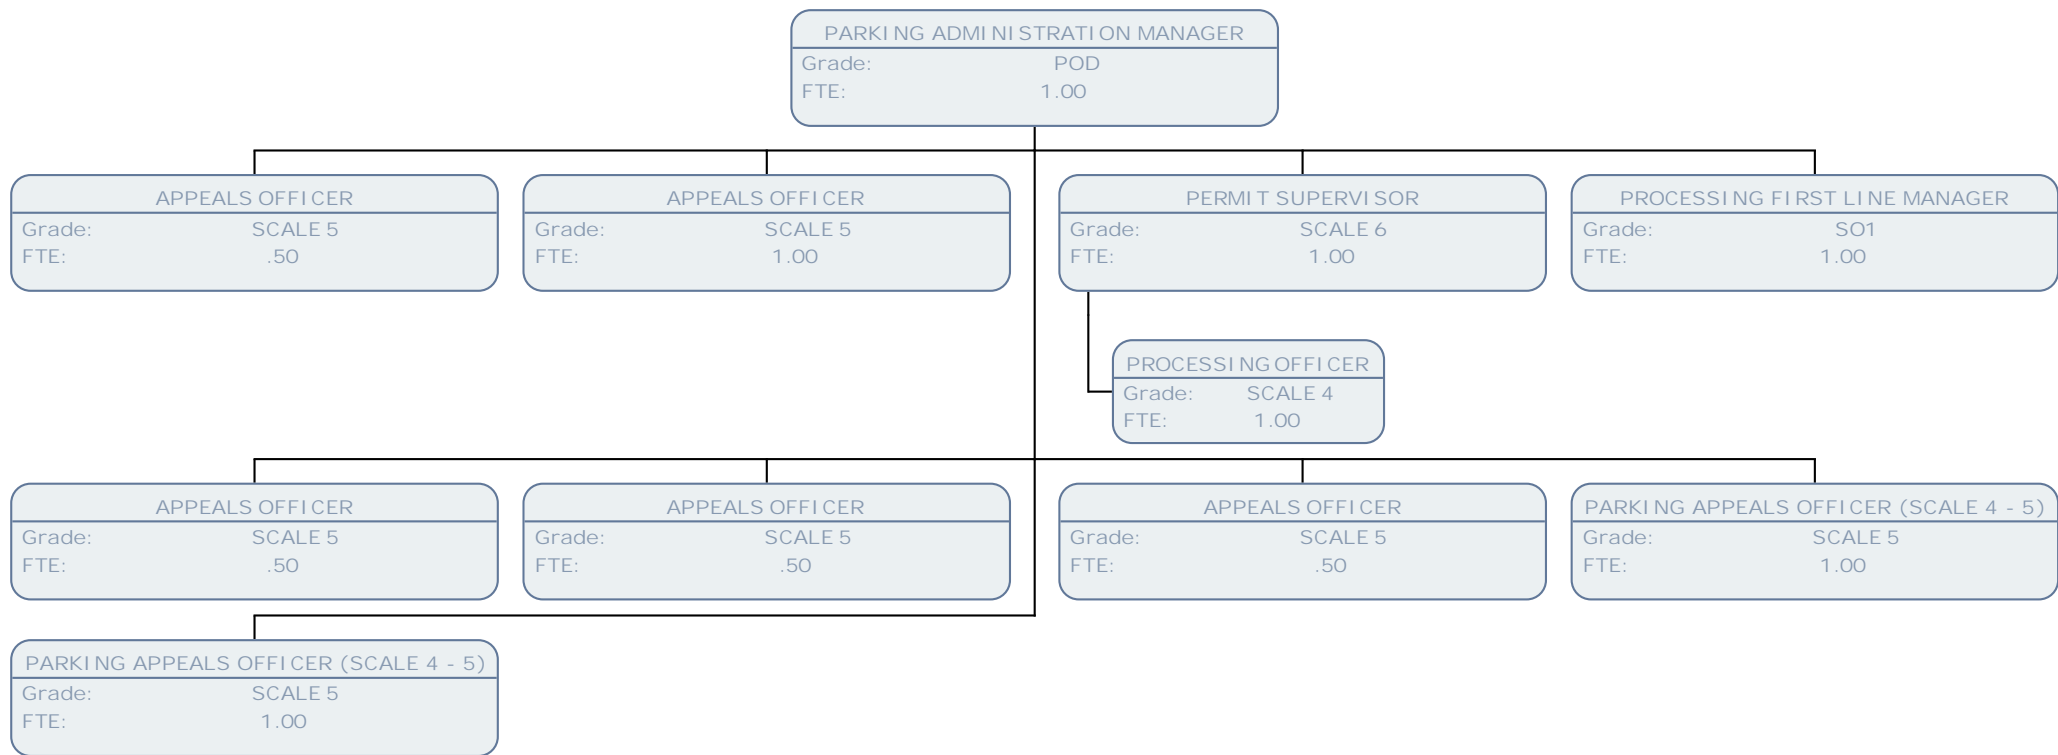 PARKING ADMINISTRATION MANAGER
Grade: POD
FTE: 1.00
APPEALS OFFICER
Grade: SCALE 5
FTE: .50
APPEALS OFFICER
Grade: SCALE 5
FTE: 1.00
PERMIT SUPERVISOR
Grade: SCALE 6
FTE: 1.00
PROCESSING FIRST LINE MANAGER
Grade: SO1
FTE: 1.00
PROCESSING OFFICER
Grade: SCALE 4
FTE: 1.00
APPEALS OFFICER
Grade: SCALE 5
FTE: .50
APPEALS OFFICER
Grade: SCALE 5
FTE: .50
APPEALS OFFICER
Grade: SCALE 5
FTE: .50
PARKING APPEALS OFFICER (SCALE 4 - 5)
Grade: SCALE 5
FTE: 1.00
PARKING APPEALS OFFICER (SCALE 4 - 5)
Grade: SCALE 5
FTE: 1.00